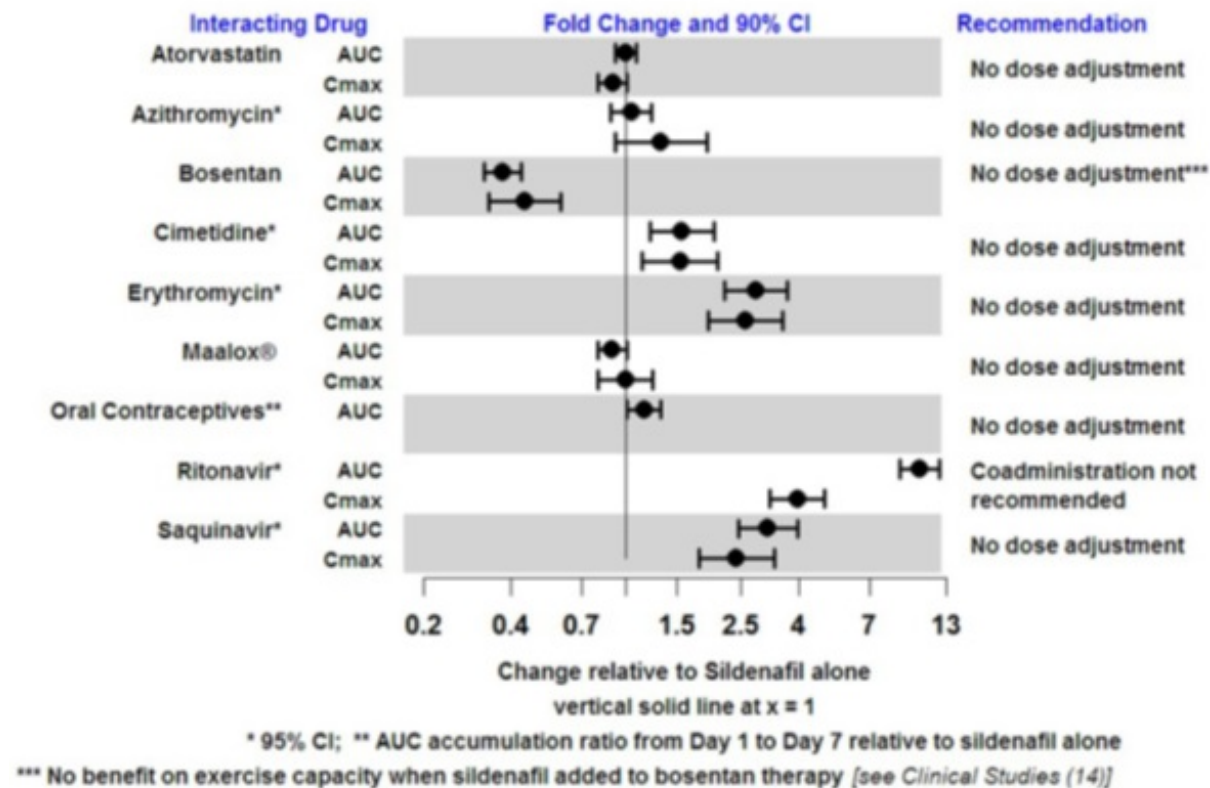 Interacting Drug Fold Change and 90% CI Recommendation
Atorvastatin AUC
No dose adjustment
Cmax
Azithromycin* AUC
No dose adjustment
Cmax
Bosentan AUC No dose adjustment***
Cmax
Cimetidine* AUC
No dose adjustment
Cmax
Erythromycin* AUC
No dose adjustment
Cmax
Maalox® AUC
No dose adjustment
Cmax
Oral Contraceptives** AUC
No dose adjustment
Ritonavir* AUC Coadministration not
Cmax recommended
Saquinavir* AUC
No dose adjustment
Cmax
0.2 0.4 0.7 1.5 2.5 4 7 13
Change relative to Sildenafil alone
vertical solid line at x = 1
* 95% CI; ** AUC accumulation ratio from Day 1 to Day 7 relative to sildenafil alone
*** No benefit on exercise capacity when sildenafil added to bosentan therapy [see Clinical Studies (14)]